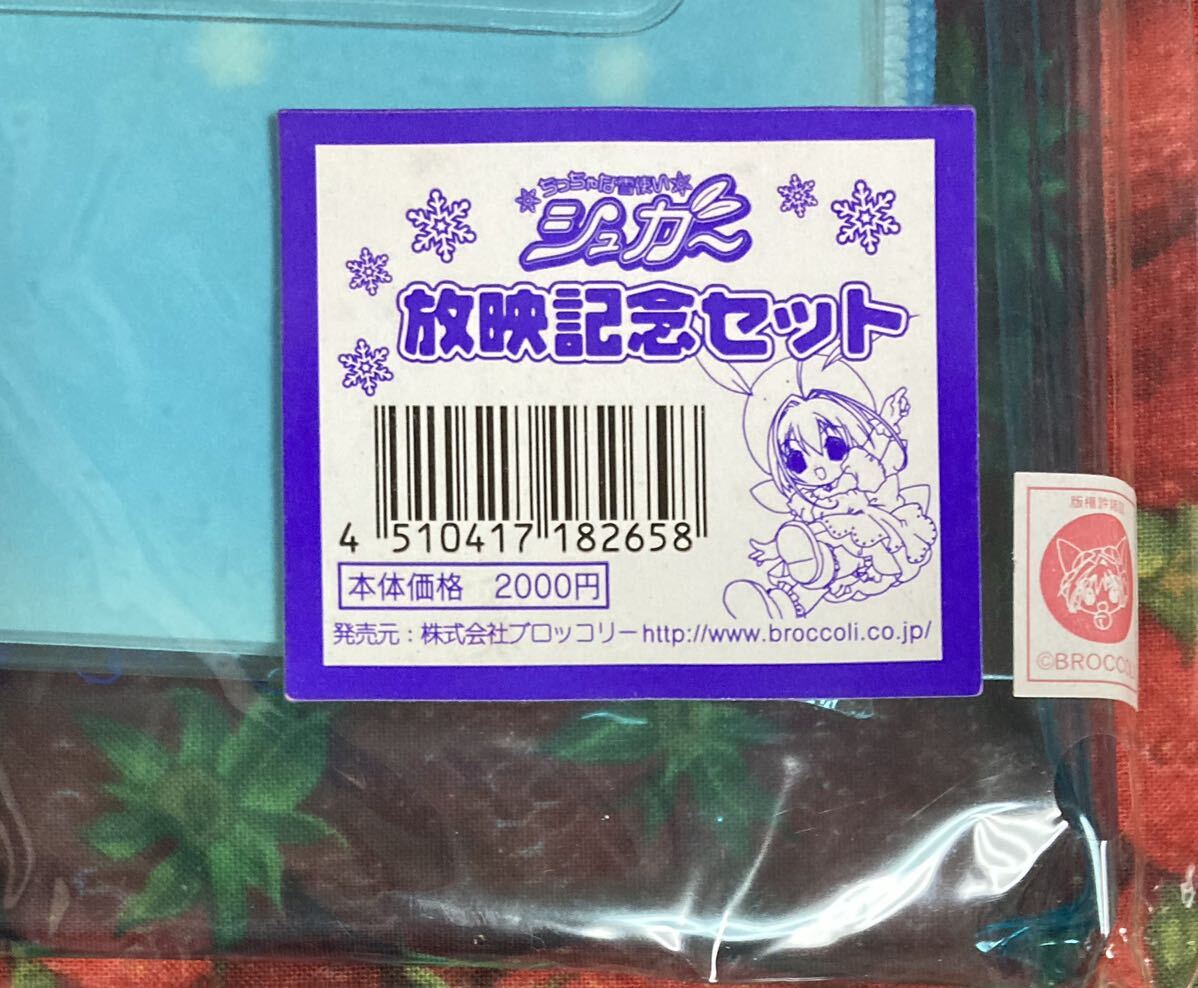 ちっちゃな雪使い
シュガー
放映記念セット
4 510417 182658
本体価格 2000円
発売元：株式会社ブロッコリー http://www.broccoli.co.jp/
版権許諾証
©BROCCOLI